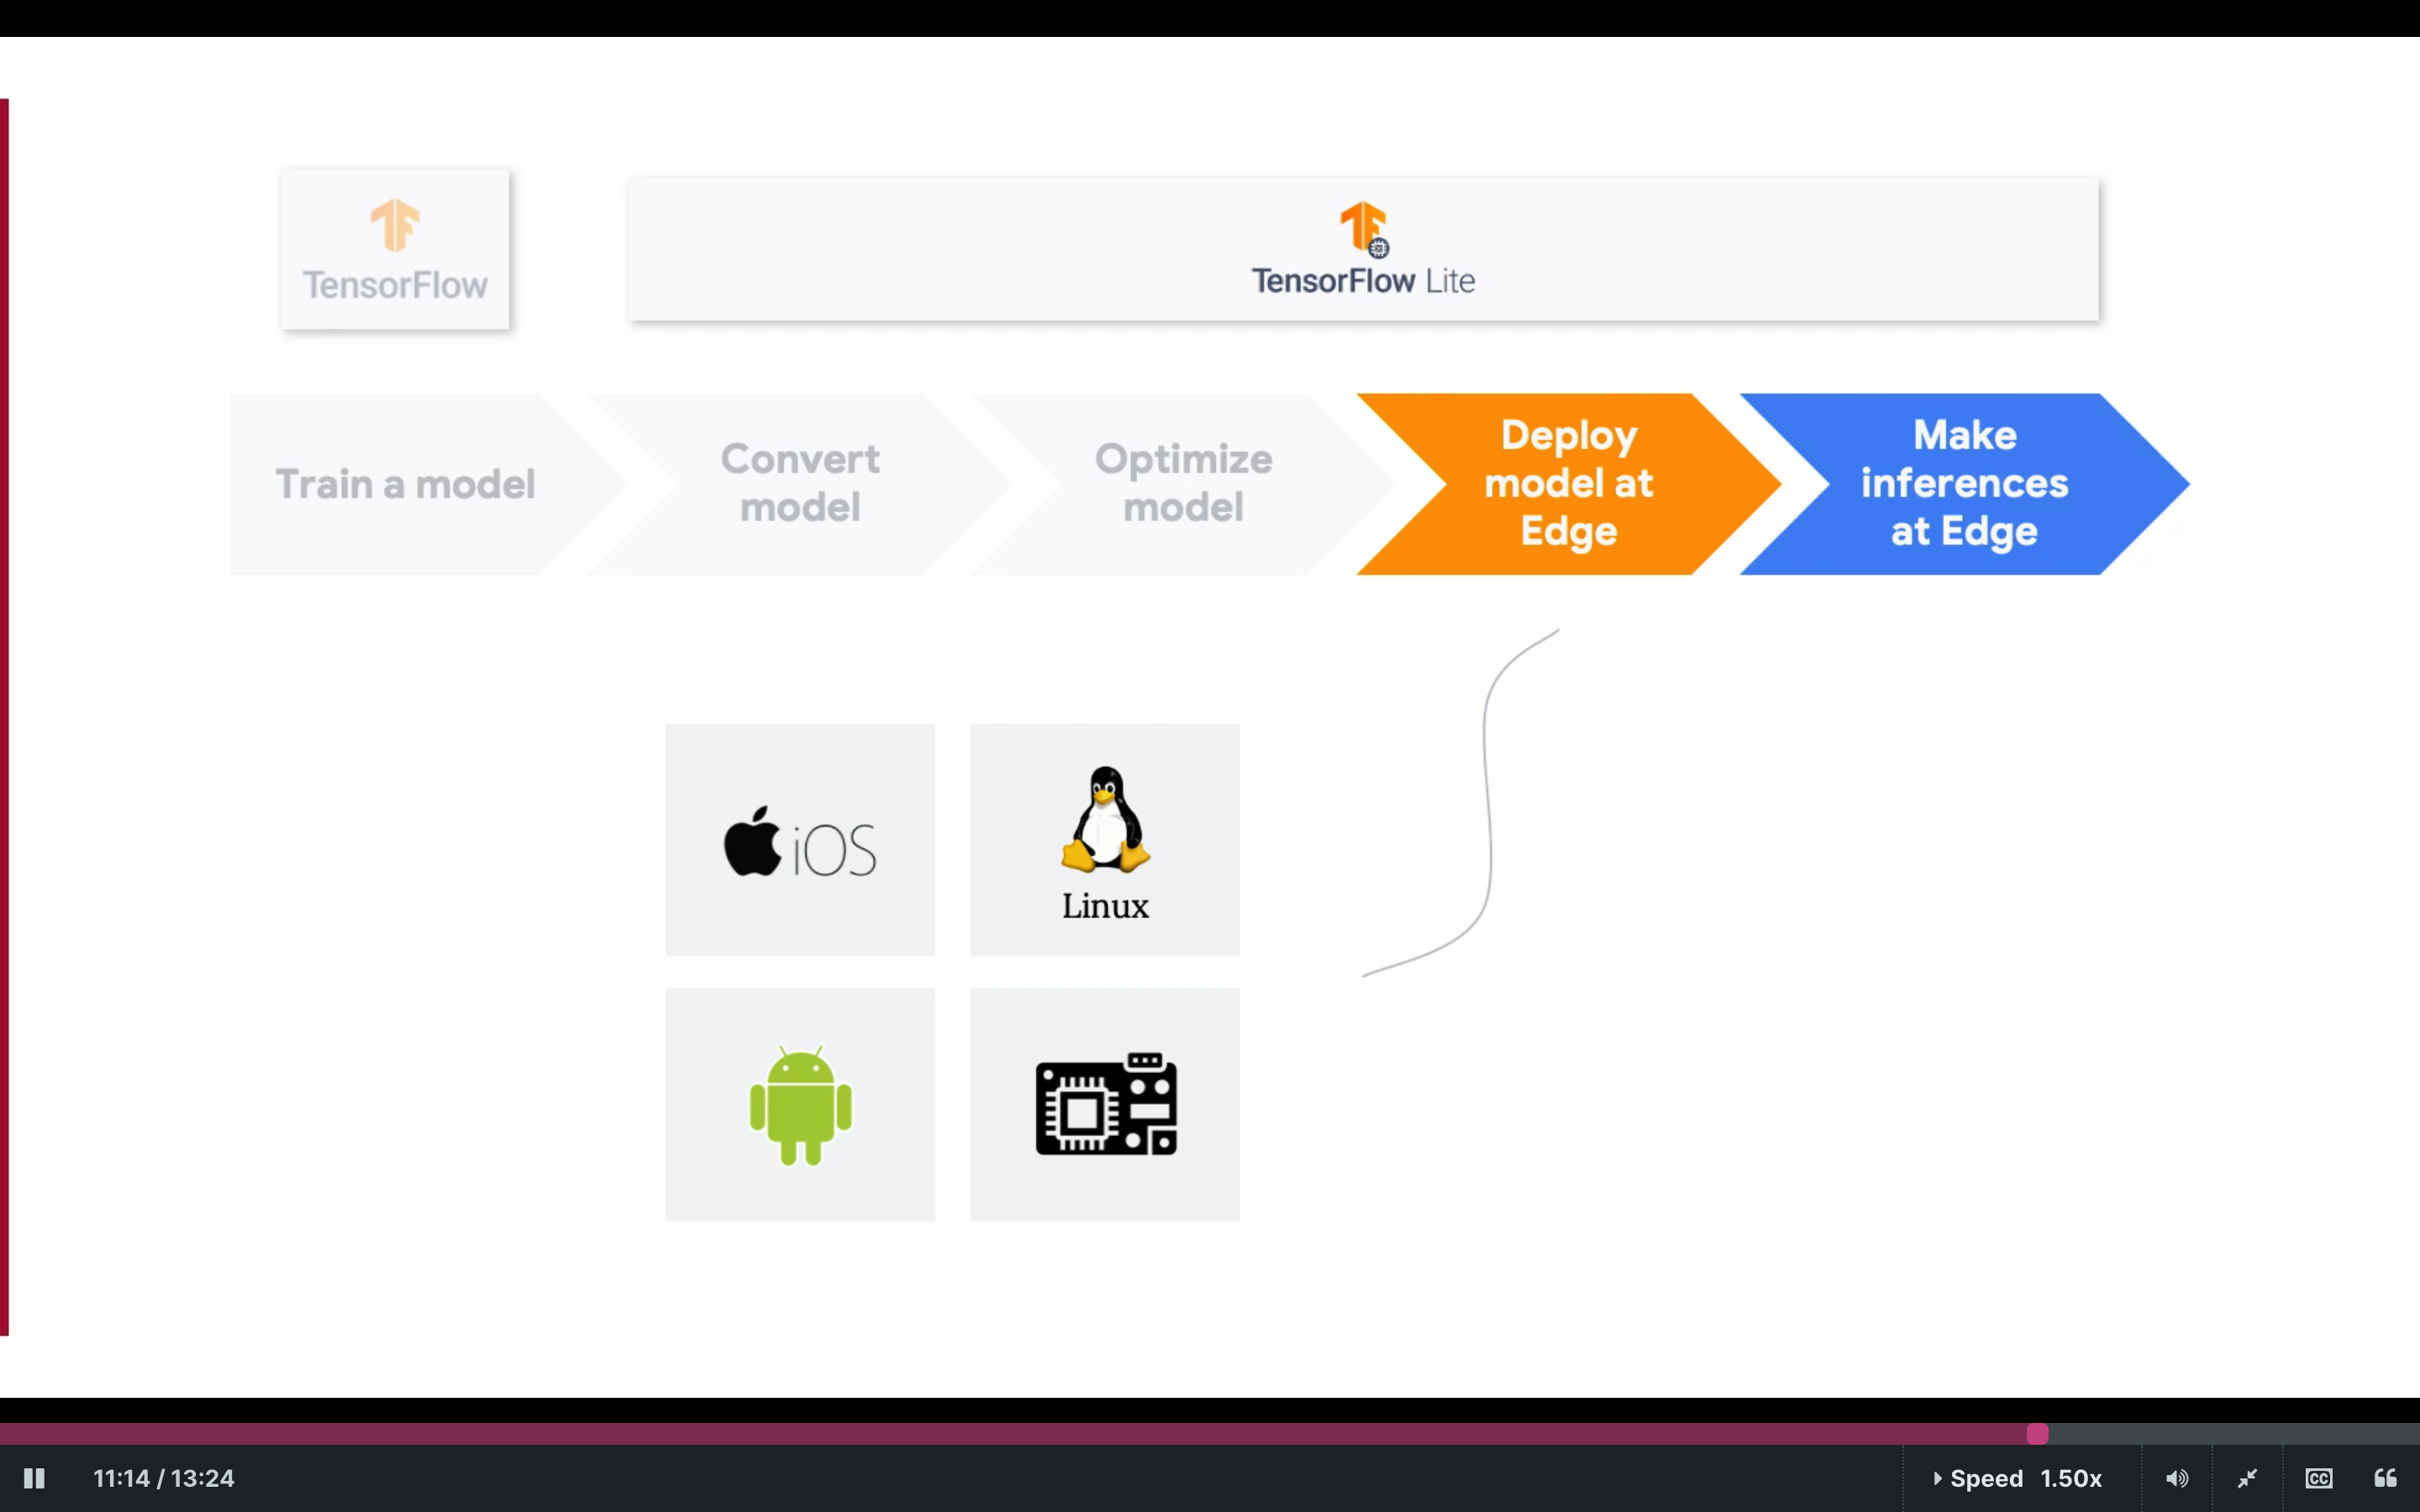 TensorFlow
TensorFlow Lite
Train a model
Convert
model
Optimize
model
Deploy
model at
Edge
Make
inferences
at Edge
iOS
Linux
11:14 / 13:24
Speed 1.50x
CC